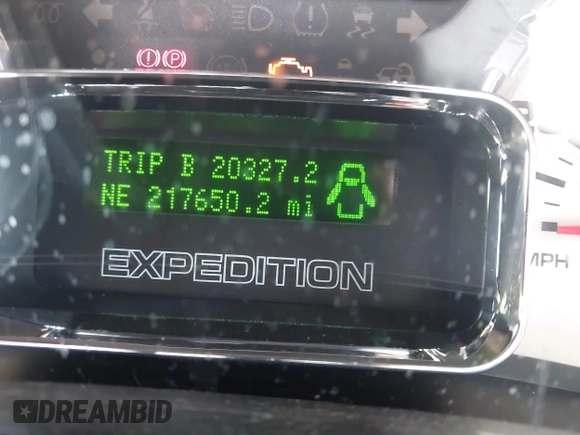 TRIP B 20327.2
NE 217650.2 mi
EXPEDITION
MPH
DREAMBID